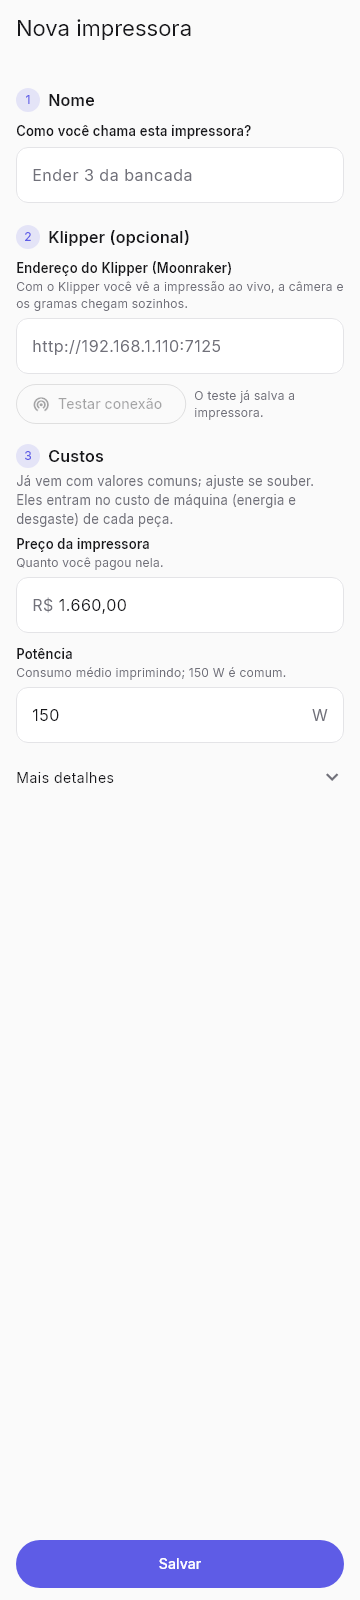 Nova impressora
1 Nome
Como você chama esta impressora?
Ender 3 da bancada
2 Klipper (opcional)
Endereço do Klipper (Moonraker)
Com o Klipper você vê a impressão ao vivo, a câmera e
os gramas chegam sozinhos.
http://192.168.1.110:7125
Testar conexão
O teste já salva a
impressora.
3 Custos
Já vem com valores comuns; ajuste se souber.
Eles entram no custo de máquina (energia e
desgaste) de cada peça.
Preço da impressora
Quanto você pagou nela.
R$ 1.660,00
Potência
Consumo médio imprimindo; 150 W é comum.
150 W
Mais detalhes
Salvar